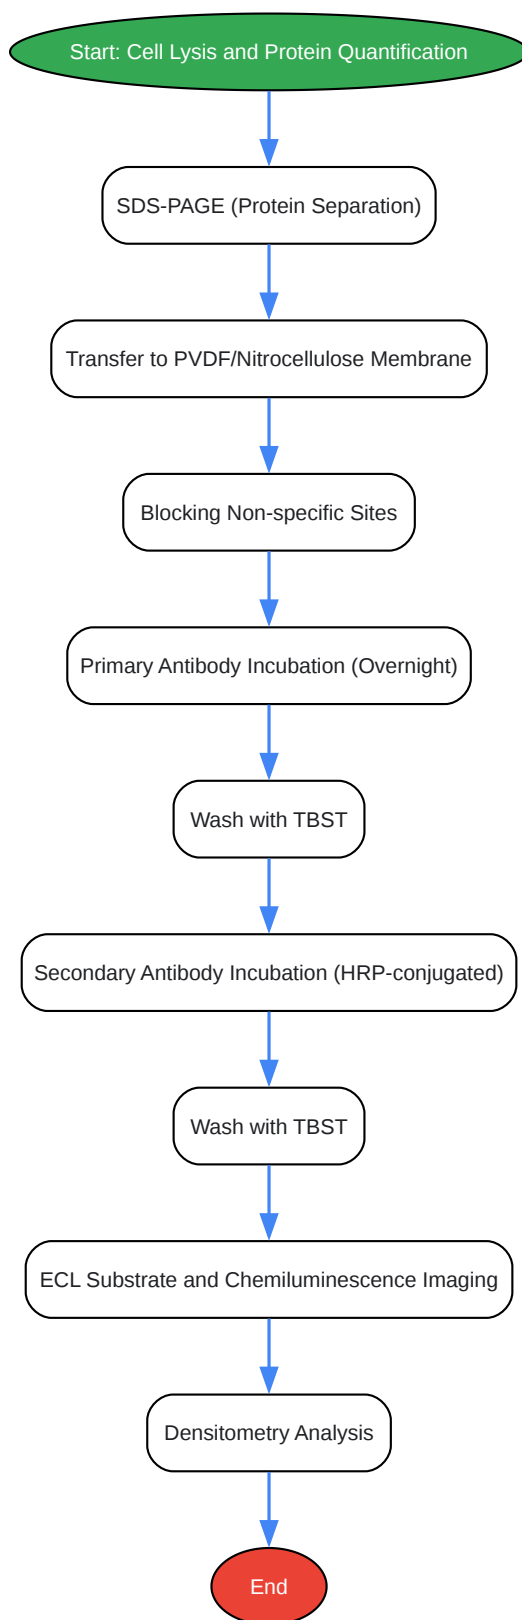 Start: Cell Lysis and Protein Quantification
SDS-PAGE (Protein Separation)
Transfer to PVDF/Nitrocellulose Membrane
Blocking Non-specific Sites
Primary Antibody Incubation (Overnight)
Wash with TBST
Secondary Antibody Incubation (HRP-conjugated)
Wash with TBST
ECL Substrate and Chemiluminescence Imaging
Densitometry Analysis
End